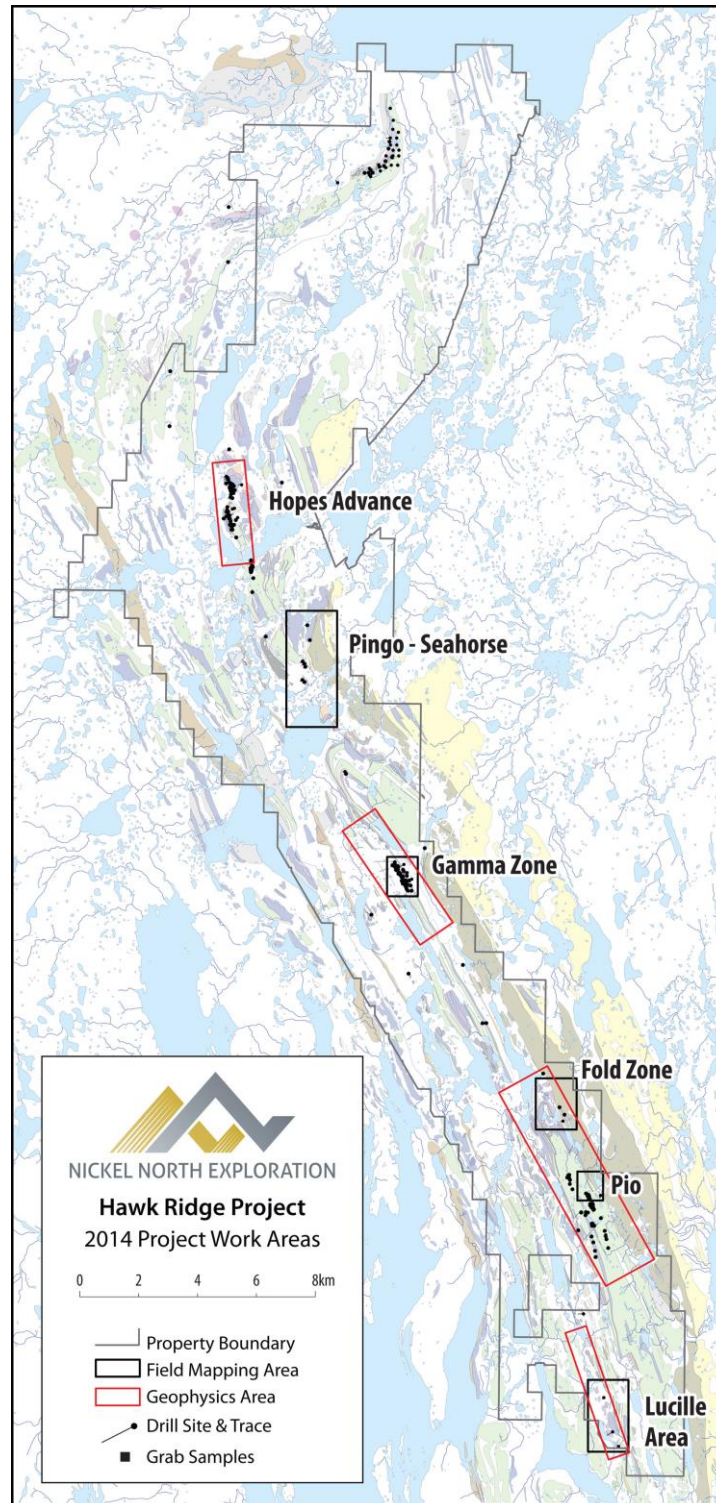 Hopes Advance
Pingo - Seahorse
Gamma Zone
Fold Zone
Pio
Lucille
Area
NICKEL NORTH EXPLORATION
Hawk Ridge Project
2014 Project Work Areas
0 2 4 6 8km
Property Boundary
Field Mapping Area
Geophysics Area
Drill Site & Trace
Grab Samples